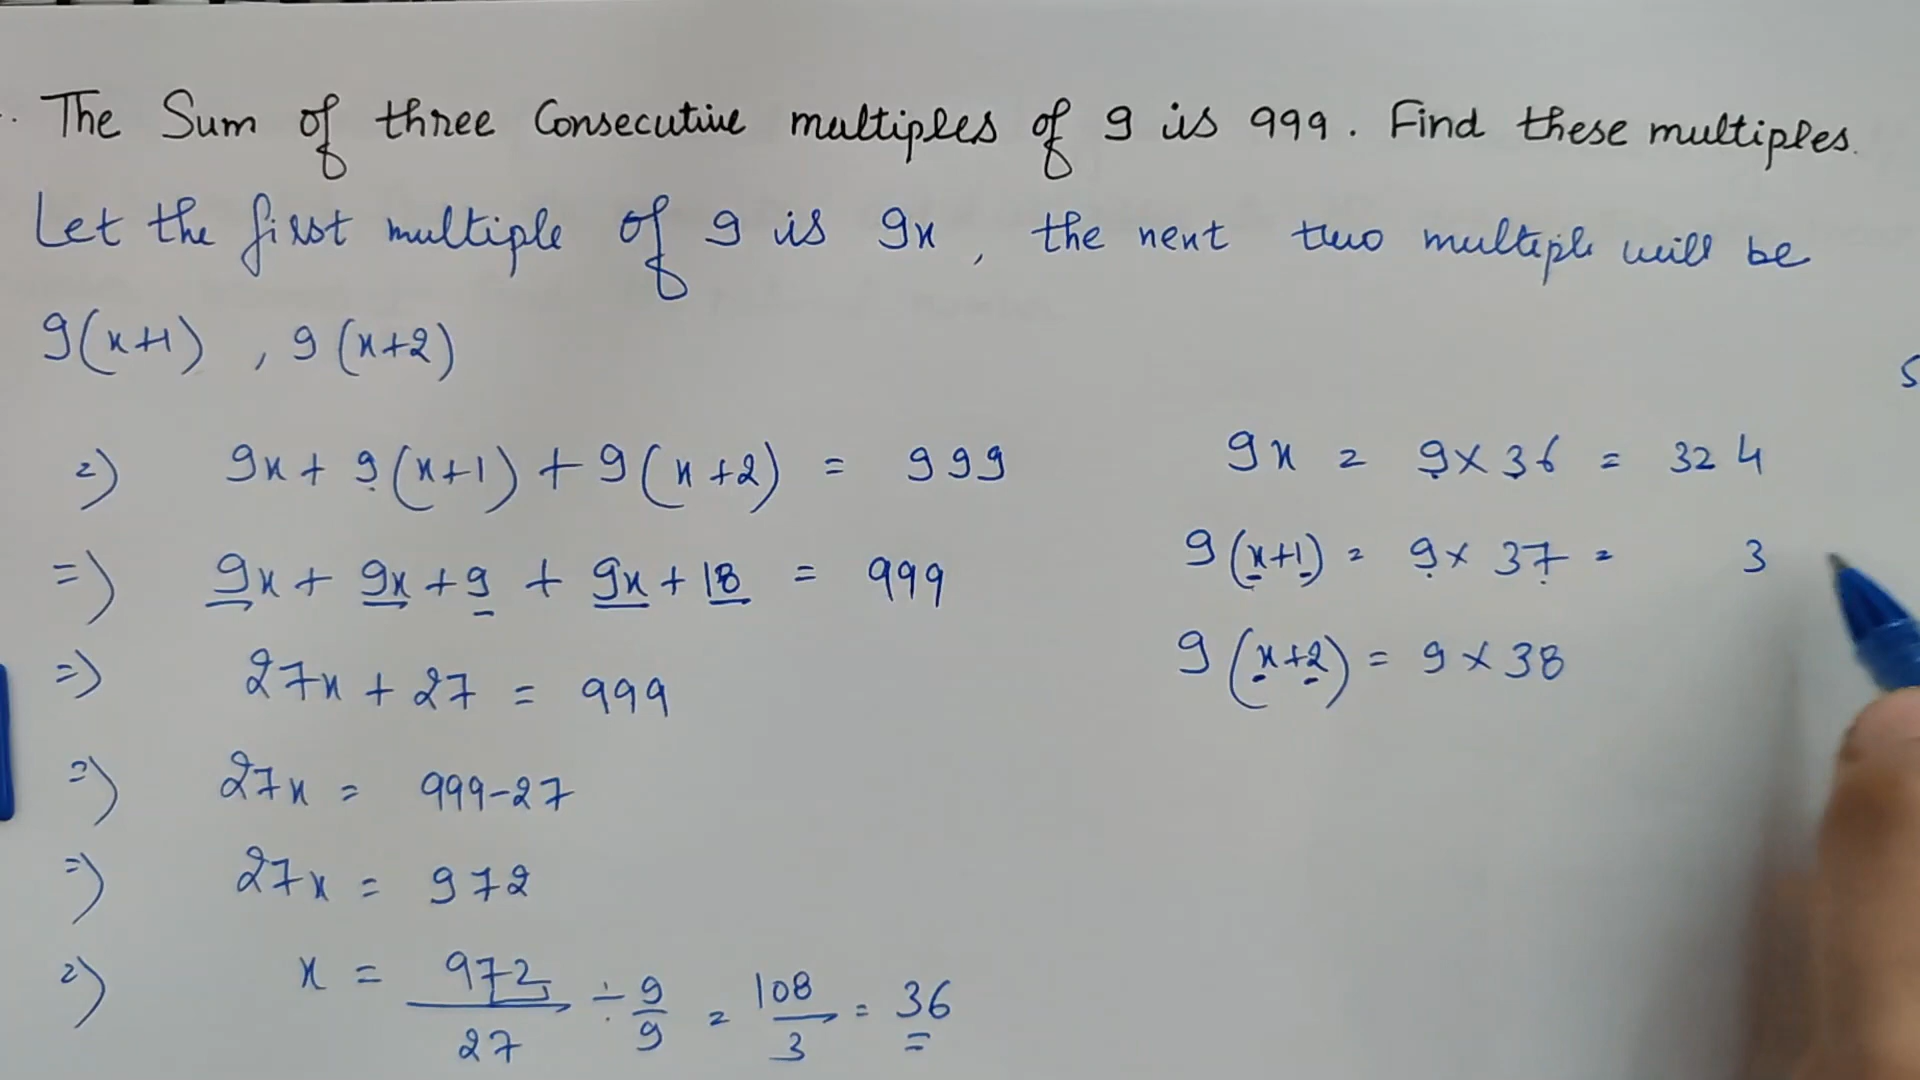 The Sum of three Consecutive multiples of 9 is 999. Find these multiples.
Let the first multiple of 9 is 9x, the next two multiple will be
9(x+1), 9(x+2)
=) 9x + 9(x+1) + 9(x+2) = 999
=) 9x + 9x + 9 + 9x + 18 = 999
=) 27x + 27 = 999
=) 27x = 999-27
=) 27x = 972
=) x = 972/27 ÷ 9/9 = 108/3 = 36
9x = 9×36 = 324
9(x+1) = 9×37 = 3
9(x+2) = 9×38